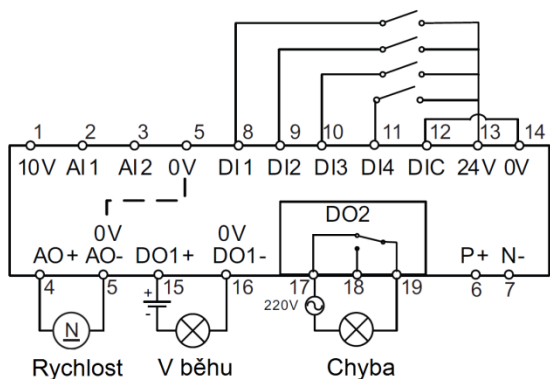 1 2 3 5 8 9 10 11 12 13 14
10V AI1 AI2 0V DI1 DI2 DI3 DI4 DIC 24V 0V
0V 0V DO2
AO+ AO- DO1+ DO1- P+ N-
4 5 15 16 17 18 19 6 7
+
-
220V
N
Rychlost V běhu Chyba